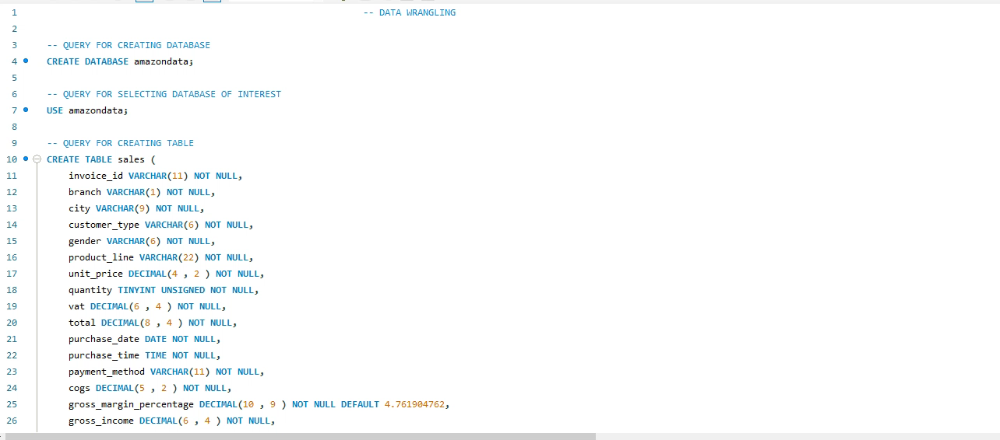 1 -- DATA WRANGLING
2
3 -- QUERY FOR CREATING DATABASE
4 CREATE DATABASE amazondata;
5
6 -- QUERY FOR SELECTING DATABASE OF INTEREST
7 USE amazondata;
8
9 -- QUERY FOR CREATING TABLE
10 CREATE TABLE sales (
11 invoice_id VARCHAR(11) NOT NULL,
12 branch VARCHAR(1) NOT NULL,
13 city VARCHAR(9) NOT NULL,
14 customer_type VARCHAR(6) NOT NULL,
15 gender VARCHAR(6) NOT NULL,
16 product_line VARCHAR(22) NOT NULL,
17 unit_price DECIMAL(4 , 2 ) NOT NULL,
18 quantity TINYINT UNSIGNED NOT NULL,
19 vat DECIMAL(6 , 4 ) NOT NULL,
20 total DECIMAL(8 , 4 ) NOT NULL,
21 purchase_date DATE NOT NULL,
22 purchase_time TIME NOT NULL,
23 payment_method VARCHAR(11) NOT NULL,
24 cogs DECIMAL(5 , 2 ) NOT NULL,
25 gross_margin_percentage DECIMAL(10 , 9 ) NOT NULL DEFAULT 4.761904762,
26 gross_income DECIMAL(6 , 4 ) NOT NULL,